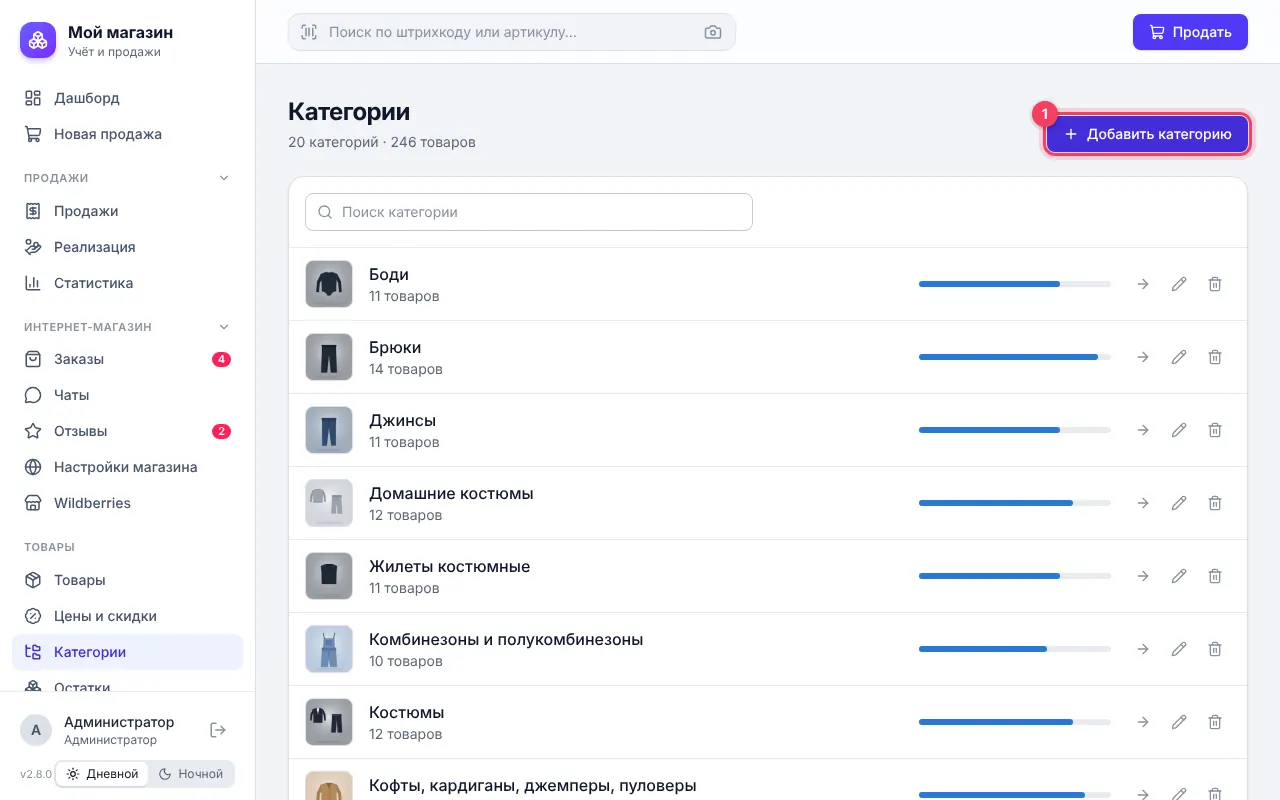 Мой магазин
Учёт и продажи
Дашборд
Новая продажа
ПРОДАЖИ
Продажи
Реализация
Статистика
ИНТЕРНЕТ-МАГАЗИН
Заказы 4
Чаты
Отзывы 2
Настройки магазина
Wildberries
ТОВАРЫ
Товары
Цены и скидки
Категории
Остатки
А Администратор
Администратор
v2.8.0 Дневной Ночной
Поиск по штрихкоду или артикулу...
Продать
Категории
20 категорий · 246 товаров
1
+ Добавить категорию
Поиск категории
Боди
11 товаров
Брюки
14 товаров
Джинсы
11 товаров
Домашние костюмы
12 товаров
Жилеты костюмные
11 товаров
Комбинезоны и полукомбинезоны
10 товаров
Костюмы
12 товаров
Кофты, кардиганы, джемперы, пуловеры